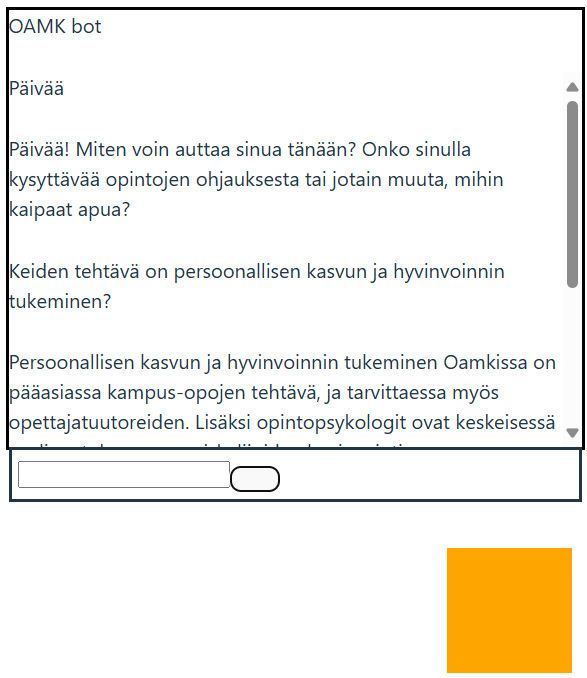 OAMK bot
Päivää
Päivää! Miten voin auttaa sinua tänään? Onko sinulla
kysyttävää opintojen ohjauksesta tai jotain muuta, mihin
kaipaat apua?
Keiden tehtävä on persoonallisen kasvun ja hyvinvoinnin
tukeminen?
Persoonallisen kasvun ja hyvinvoinnin tukeminen Oamkissa on
pääasiassa kampus-opojen tehtävä, ja tarvittaessa myös
opettajatuutoreiden. Lisäksi opintopsykologit ovat keskeisessä